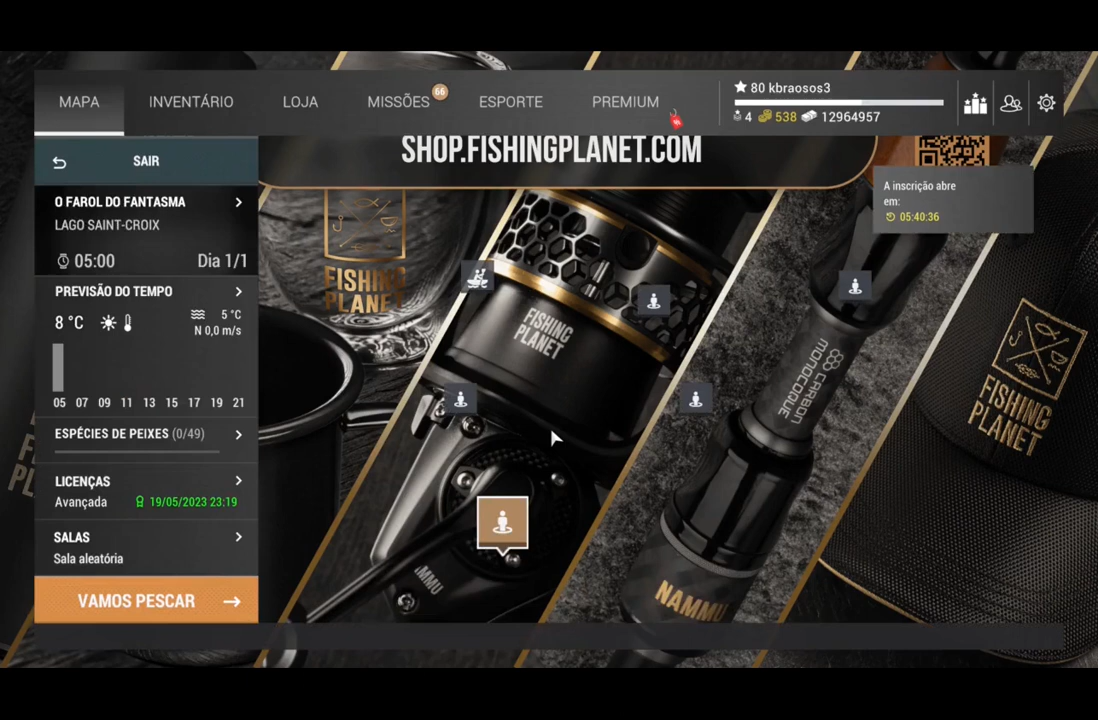 MAPA
INVENTÁRIO
LOJA
MISSÕES 66
ESPORTE
PREMIUM
80 kbraosos3
4 538 12964957
SAIR
O FAROL DO FANTASMA
LAGO SAINT-CROIX
05:00 Dia 1/1
PREVISÃO DO TEMPO
8 °C 5 °C
N 0,0 m/s
05 07 09 11 13 15 17 19 21
ESPÉCIES DE PEIXES (0/49)
LICENÇAS
Avançada 19/05/2023 23:19
SALAS
Sala aleatória
VAMOS PESCAR
SHOP.FISHINGPLANET.COM
A inscrição abre
em:
05:40:36
FISHING
PLANET
FISHING
PLANET
NAMMU
CARBON
MONOCOQUE
NAMMU
FISHING
PLANET